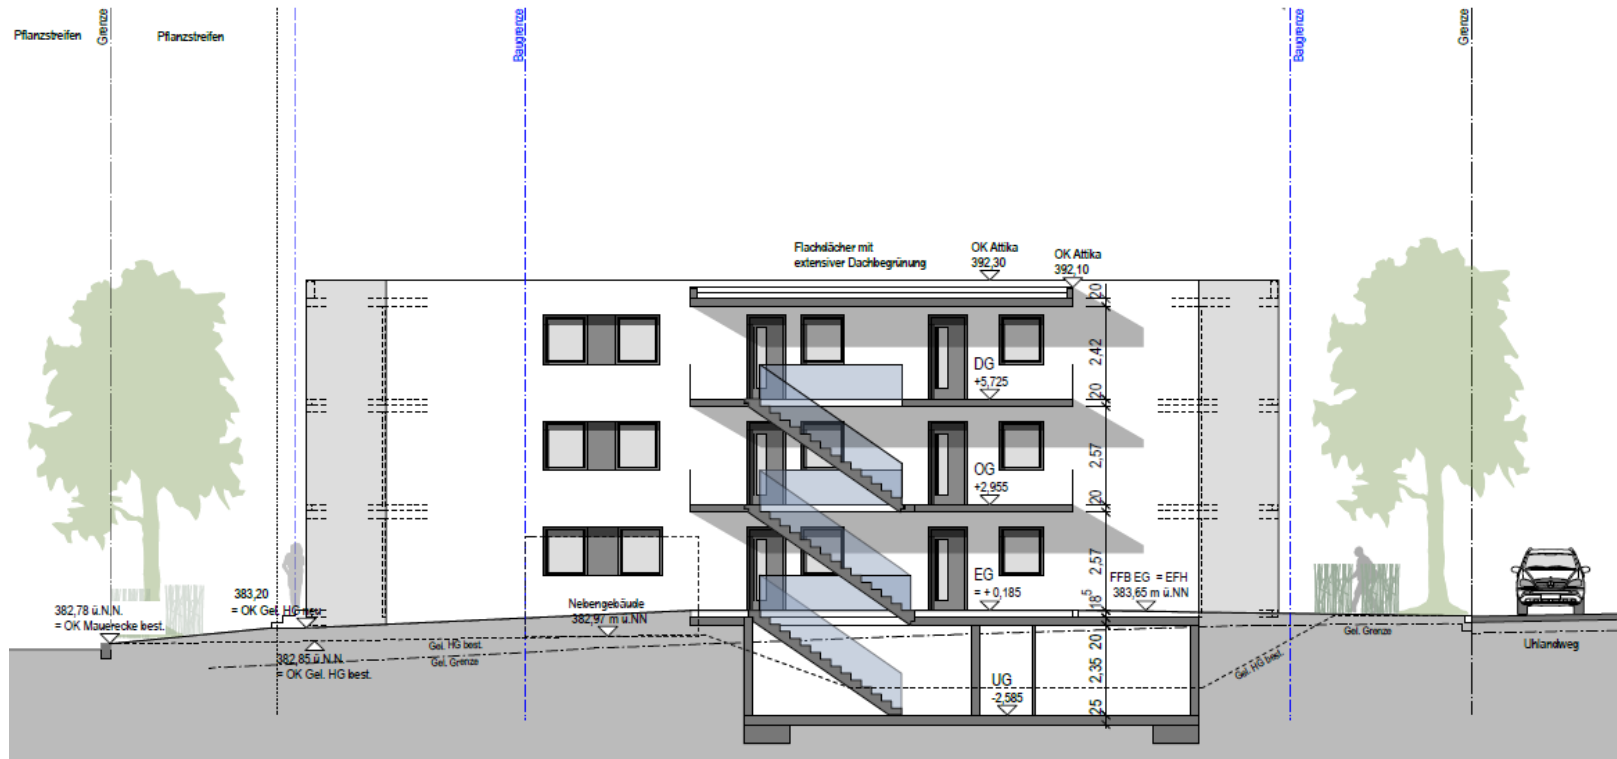 Pflanzstreifen
Grenze
Pflanzstreifen
Baugrenze
Baugrenze
Grenze
Flachdächer mit
extensiver Dachbegrünung
OK Attika
392,30
OK Attika
392,10
20
2,42
DG
+5,725
20
2,57
OG
+2,955
20
2,57
EG
= + 0,185
FFB EG = EFH
383,65 m ü.NN
18⁵
383,20
= OK Gel. HG neu
382,78 ü.N.N.
= OK Mauerecke best.
Nebengebäude
382,97 m ü.NN
382,85 ü.N.N.
= OK Gel. HG best.
Gel. HG best.
Gel. Grenze
20
2,35
UG
-2,585
25
Gel. Grenze
Gel. HG best.
Uhlandweg